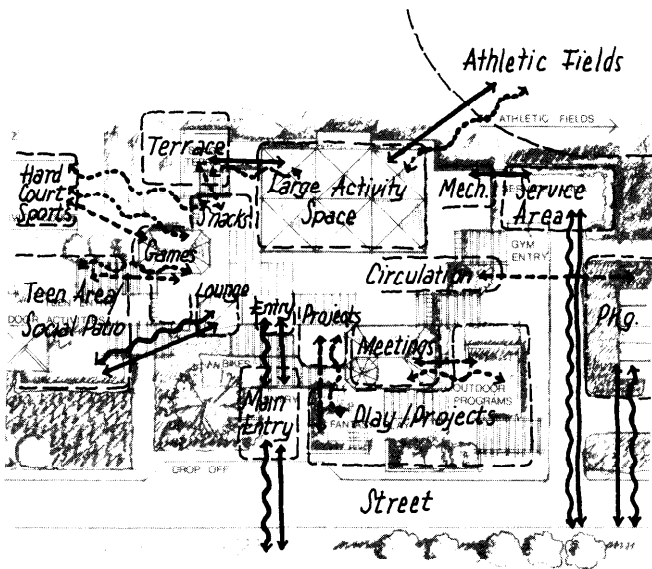 Athletic Fields
ATHLETIC FIELDS
Terrace
Hard
Court
Sports
Snacks
Large Activity
Space
Mech.
Service
Area
Games
GYM
ENTRY
Circulation
Teen Area/
Social Patio
Lounge
Entry
Projects
Pkg.
Meetings
BIKES
Main
Entry
OUTDOOR
PROGRAMS
Play/Projects
DROP OFF
Street